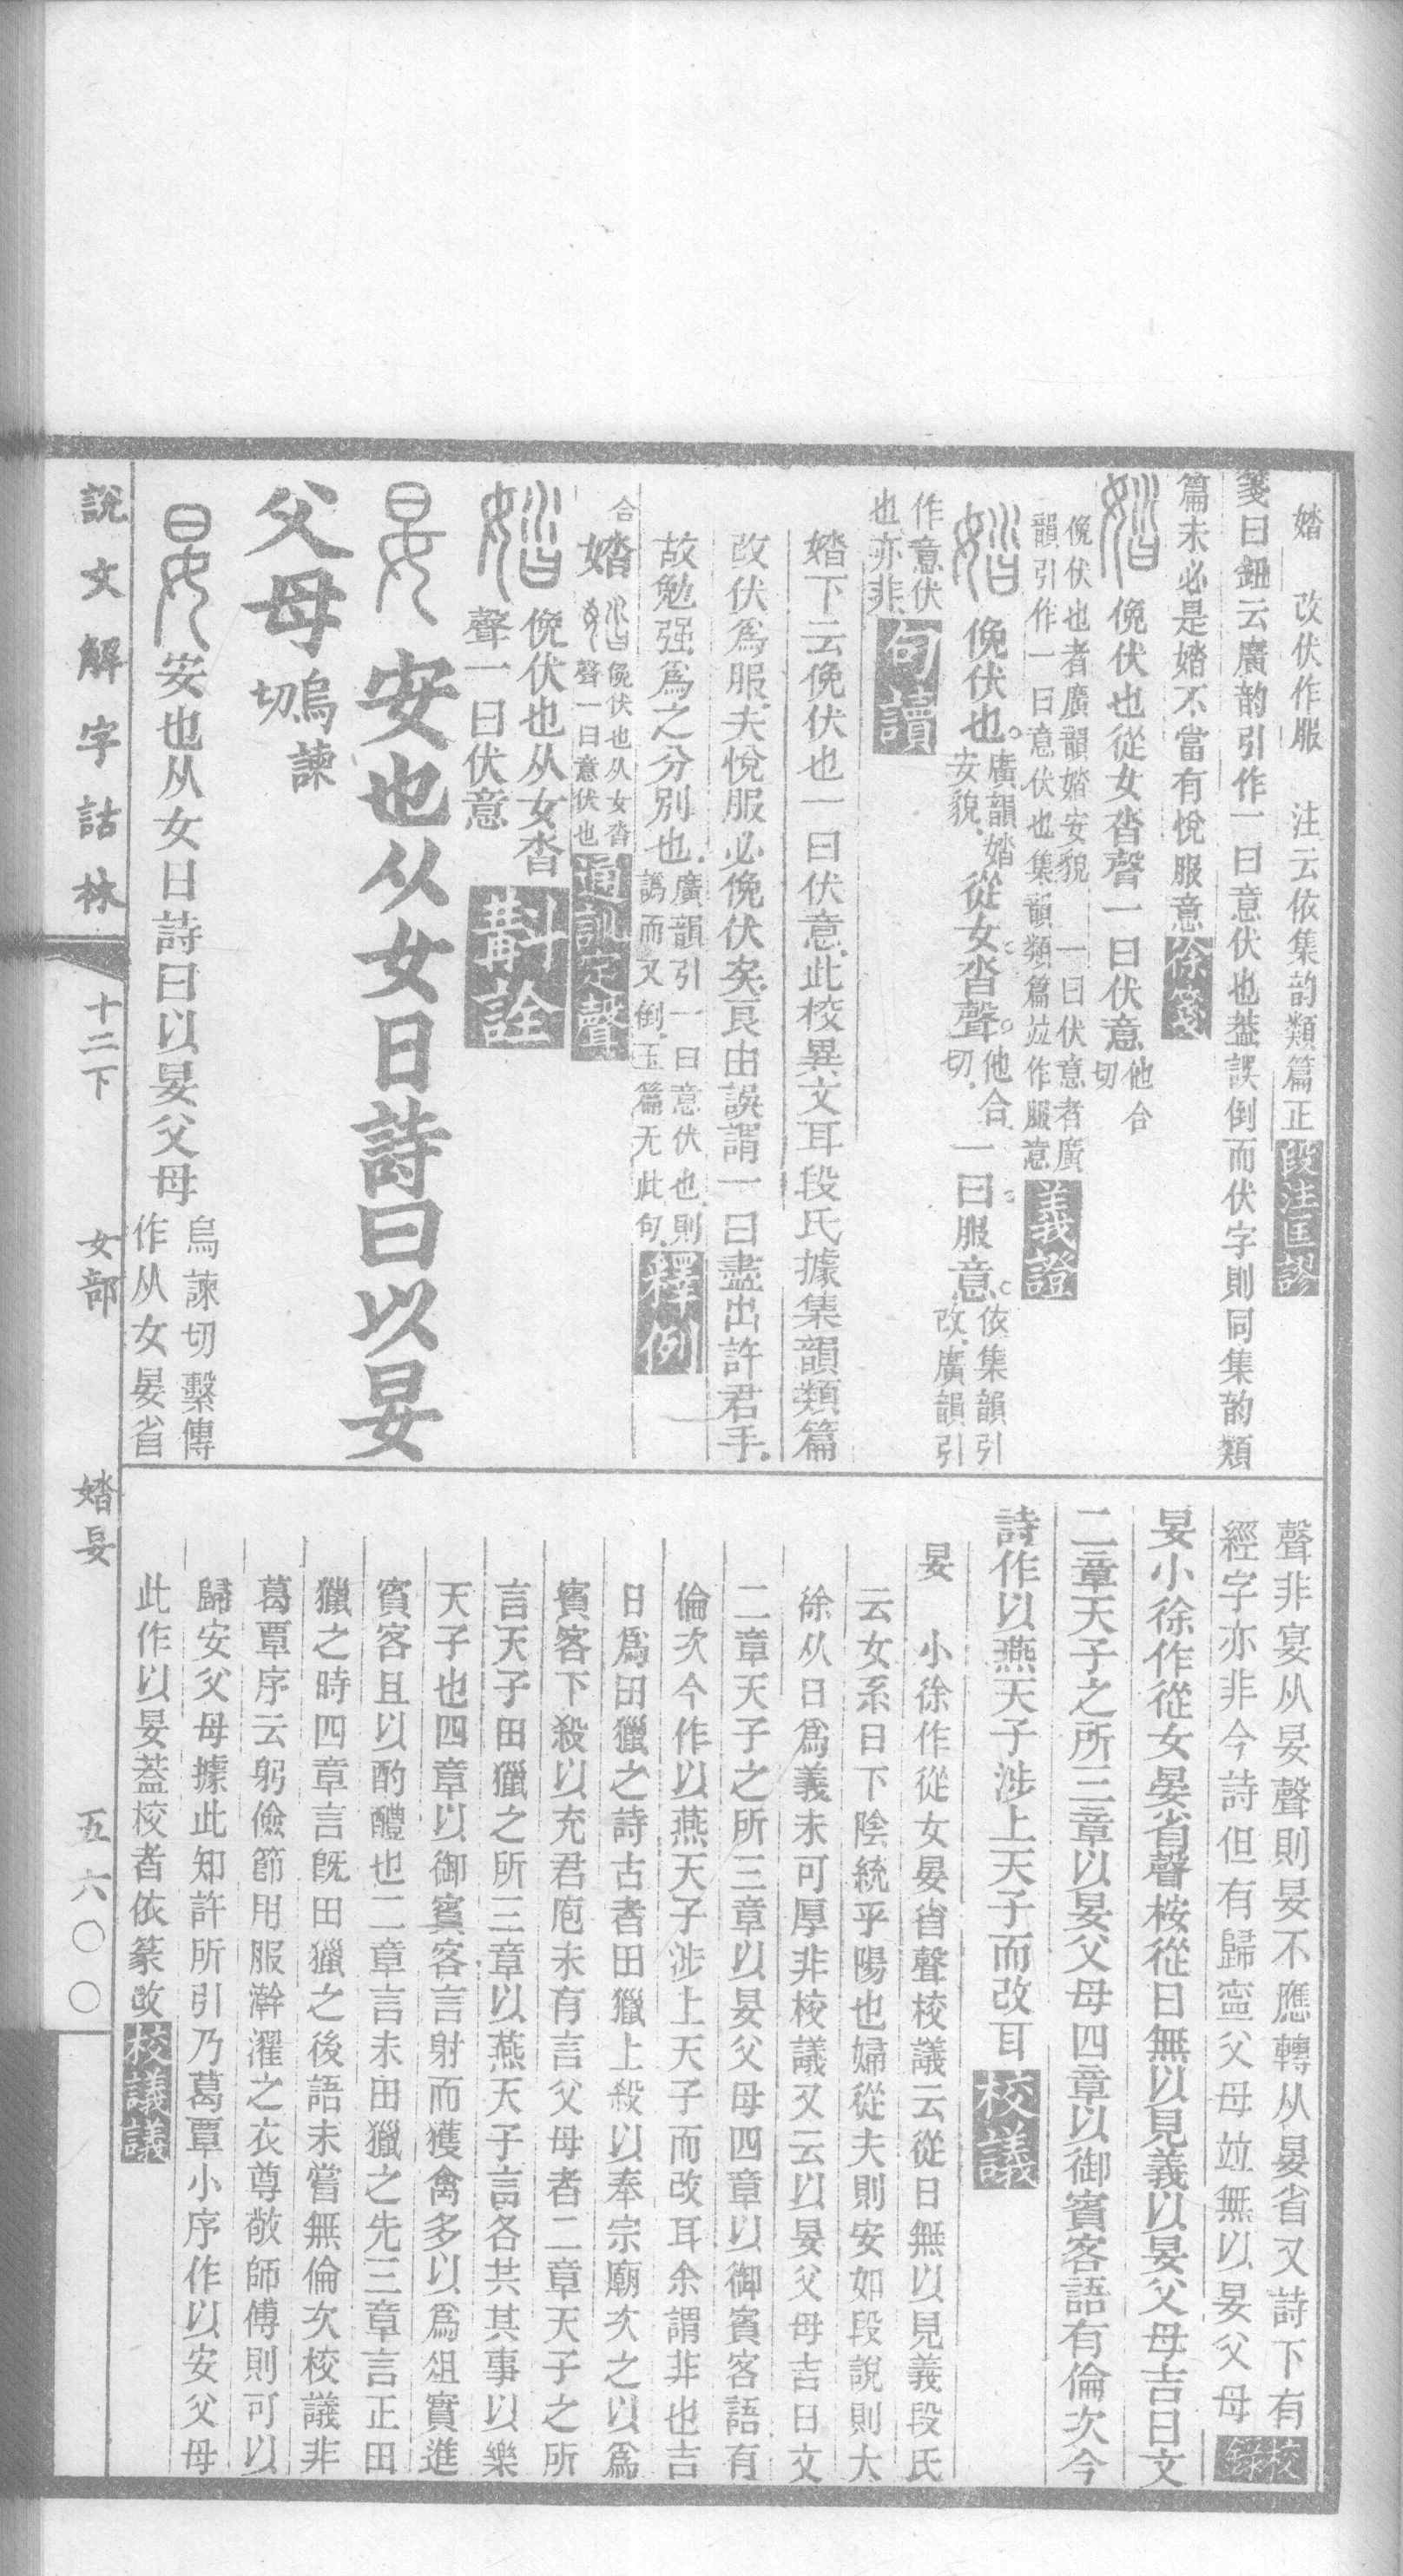 婚 改伏作服 注云依集韵類篇正 段注匡謬
箋曰鈕云廣韵引作一曰意伏也葢誤倒而伏字則同集韵類
篇未必是㛥不當有悅服意 徐箋
俛伏也從女沓聲一曰伏意 他合切
俛伏也者廣韻㛥安貌 一曰伏意者廣
韻引作一曰意伏也集韻類篇竝作服意 義證
俛伏也。廣韻㛥安貌。從女沓聲。他合切。一曰服意。依集韻引改。廣韻引
作意伏也亦非。 句讀
㛥下云俛伏也一曰伏意此校異文耳段氏據集韻類篇
改伏爲服夫悅服必俛伏矣良由誤謂一曰盡出許君手
故勉强爲之分別也。廣韻引一曰意伏也則譌而又倒玉篇无此句 釋例
㛥 俛伏也从女沓聲一曰意伏也 通訓定聲
合
俛伏也从女沓
聲一曰伏意 斠詮
安也从女日詩曰以晏
父母 烏諫切
安也从女日詩曰以晏父母 烏諫切繫傳作从女晏省
聲非宴从妟聲則妟不應轉从晏省又詩下有
經字亦非今詩但有歸寍父母竝無以晏父母 校錄
妟小徐作從女晏省聲桉從日無以見義以妟父母吉日文
二章天子之所三章以妟父母四章以御賓客語有倫次今
詩作以燕天子涉上天子而改耳 校議
妟 小徐作從女晏省聲校議云從日無以見義段氏
云女系日下陰統乎陽也婦從夫則安如段說則大
徐从日爲義未可厚非校議又云以妟父母吉日文
二章天子之所三章以妟父母四章以御賓客語有
倫次今作以燕天子涉上天子而改耳余謂非也吉
日爲田獵之詩古者田獵上殺以奉宗廟次之以爲
賓客下殺以充君庖未有言父母者二章天子之所
言天子田獵之所三章以燕天子言各共其事以樂
天子也四章以御賓客言射而獲禽多以爲俎實進
賓客且以酌醴也二章言未田獵之先三章言正田
獵之時四章言旣田獵之後語未嘗無倫次校議非
葛覃序云躬儉節用服澣濯之衣尊敬師傅則可以
歸安父母據此知許所引乃葛覃小序作以安父母
此作以妟葢校者依篆改 校議議
說文解字詁林 十二下 女部 㛥妟 五六〇〇